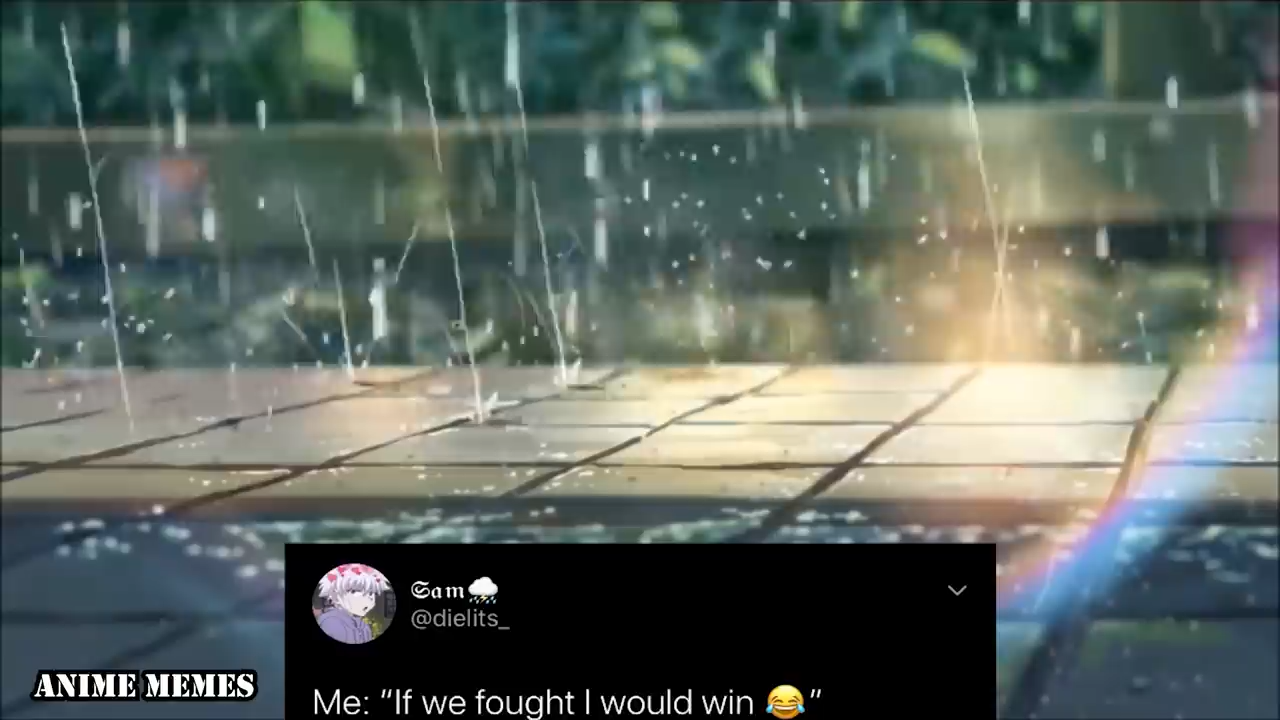 𝕾𝖆𝖒🌧️
@dielits_
Me: “If we fought I would win 😂”
ANIME MEMES